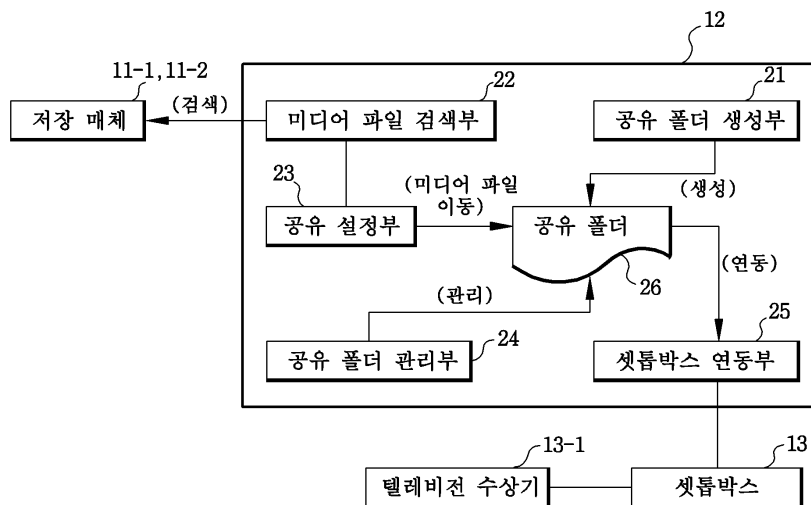 12
11-1,11-2
22
21
저장 매체
(검색)
미디어 파일 검색부
공유 폴더 생성부
23
(미디어 파일
이동)
(생성)
공유 설정부
공유 폴더
26
(연동)
(관리)
25
공유 폴더 관리부
24
셋톱박스 연동부
13-1
13
텔레비전 수상기
셋톱박스